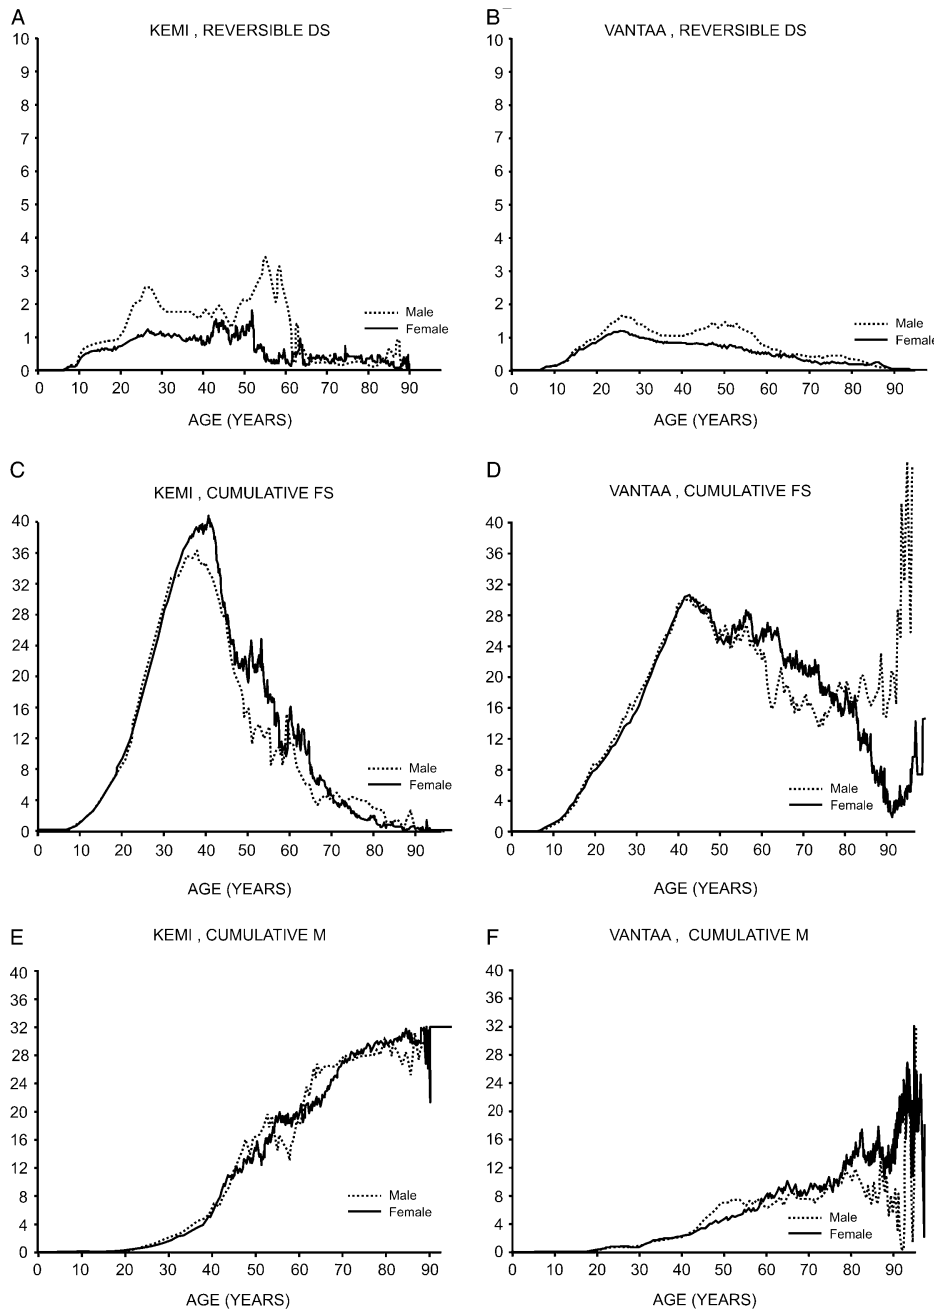 A
KEMI , REVERSIBLE DS
10
9
8
7
6
5
4
3
2
1
0
0 10 20 30 40 50 60 70 80 90
Male
Female
AGE (YEARS)
B
VANTAA , REVERSIBLE DS
10
9
8
7
6
5
4
3
2
1
0
0 10 20 30 40 50 60 70 80 90
Male
Female
AGE (YEARS)
C
KEMI , CUMULATIVE FS
40
36
32
28
24
20
16
12
8
4
0
0 10 20 30 40 50 60 70 80 90
Male
Female
AGE (YEARS)
D
VANTAA , CUMULATIVE FS
40
36
32
28
24
20
16
12
8
4
0
0 10 20 30 40 50 60 70 80 90
Male
Female
AGE (YEARS)
E
KEMI , CUMULATIVE M
40
36
32
28
24
20
16
12
8
4
0
0 10 20 30 40 50 60 70 80 90
Male
Female
AGE (YEARS)
F
VANTAA , CUMULATIVE M
40
36
32
28
24
20
16
12
8
4
0
0 10 20 30 40 50 60 70 80 90
Male
Female
AGE (YEARS)